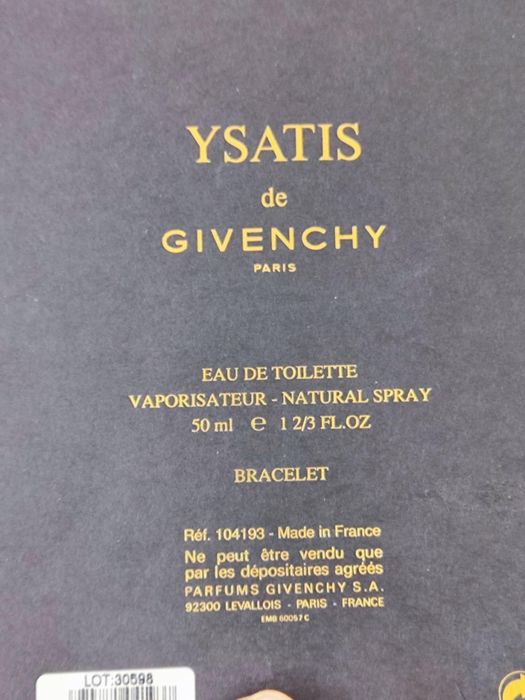 YSATIS
de
GIVENCHY
PARIS
EAU DE TOILETTE
VAPORISATEUR - NATURAL SPRAY
50 ml e 1 2/3 FL.OZ
BRACELET
Réf. 104193 - Made in France
Ne peut être vendu que
par les dépositaires agréés
PARFUMS GIVENCHY S.A.
92300 LEVALLOIS - PARIS - FRANCE
EMB 60057C
LOT:30598